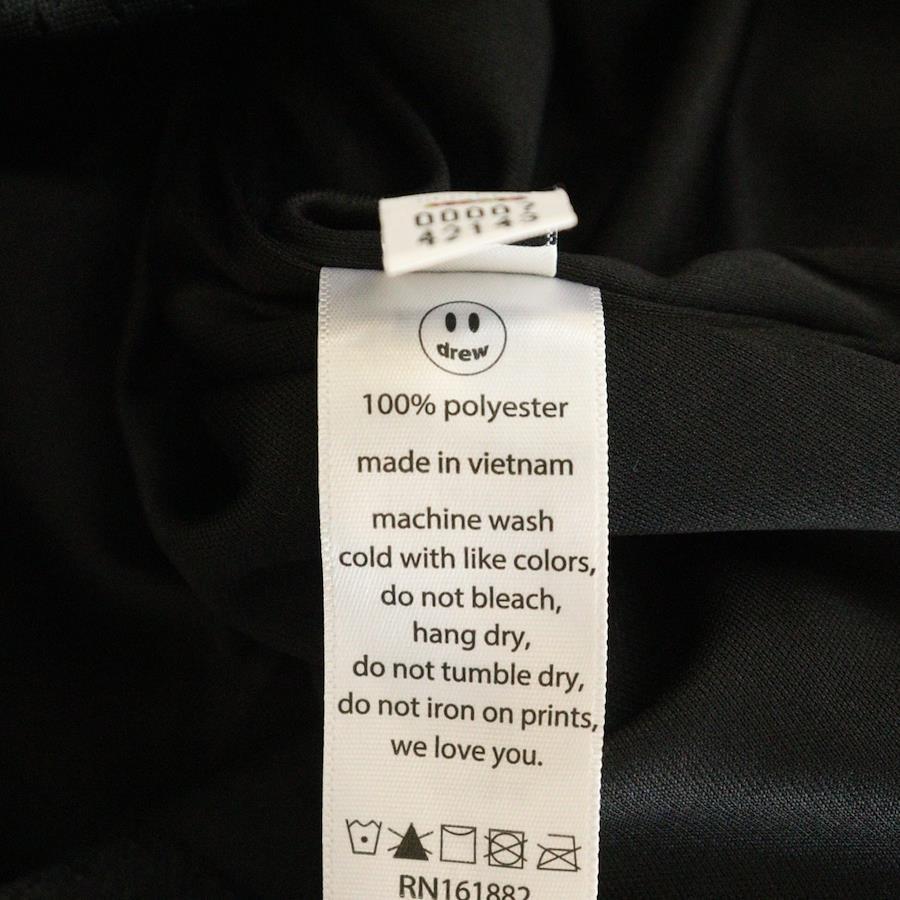 00007
42143
drew
100% polyester
made in vietnam
machine wash
cold with like colors,
do not bleach,
hang dry,
do not tumble dry,
do not iron on prints,
we love you.
RN161882